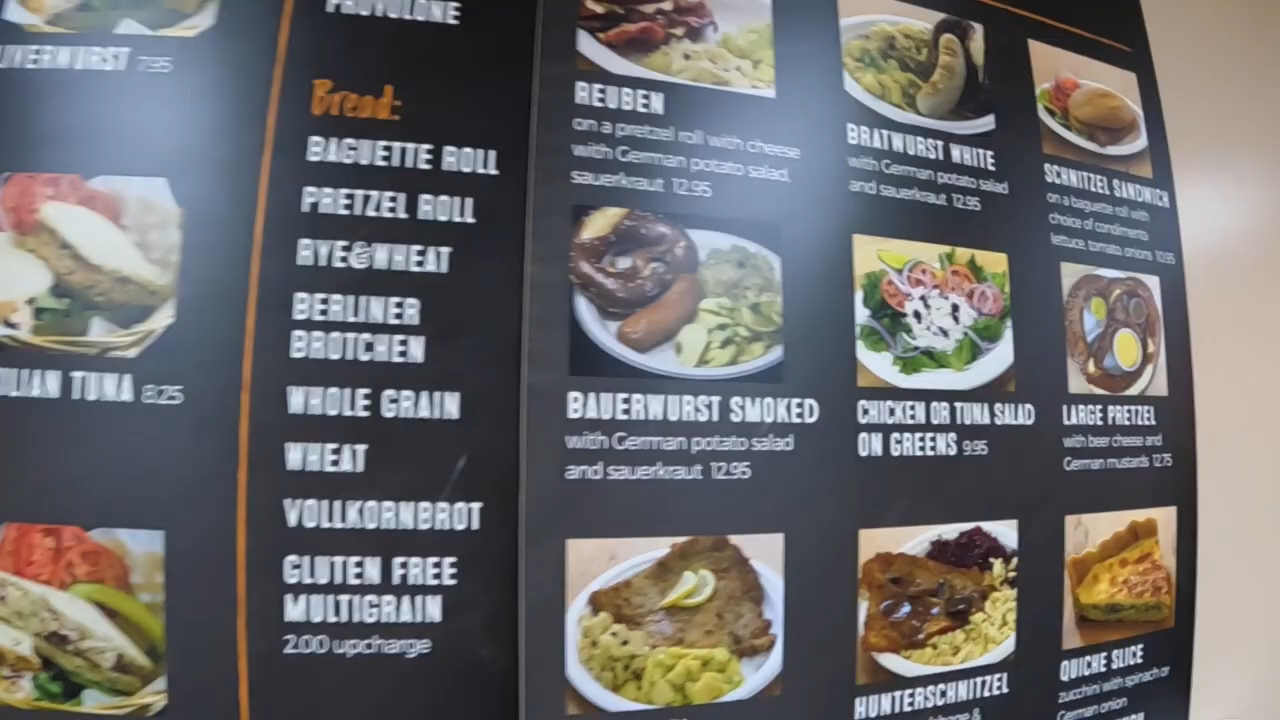 PROVOLONE
LIVERWURST 7.95
TUNA 8.25
Bread:
BAGUETTE ROLL
PRETZEL ROLL
RYE&WHEAT
BERLINER
BROTCHEN
WHOLE GRAIN
WHEAT
VOLLKORNBROT
GLUTEN FREE
MULTIGRAIN
2.00 upcharge
REUBEN
on a pretzel roll with cheese
with German potato salad,
sauerkraut 12.95
BAUERWURST SMOKED
with German potato salad
and sauerkraut 12.95
BRATWURST WHITE
with German potato salad
and sauerkraut 12.95
CHICKEN OR TUNA SALAD
ON GREENS 9.95
HUNTERSCHNITZEL
SCHNITZEL SANDWICH
on a baguette roll with
choice of condiments
lettuce, tomato, onions 10.95
LARGE PRETZEL
with beer cheese and
German mustards 12.75
QUICHE SLICE
zucchini with spinach or
German onion